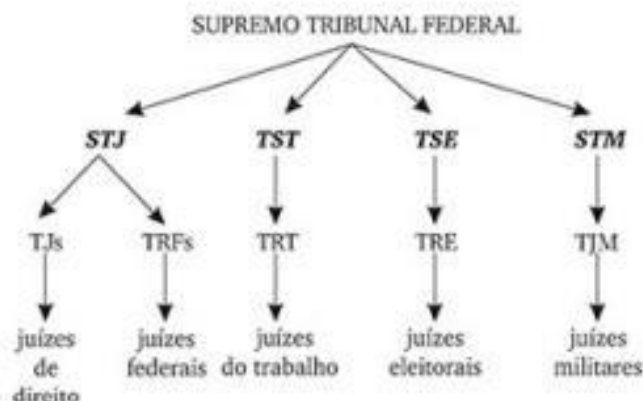 SUPREMO TRIBUNAL FEDERAL
STJ TST TSE STM
TJs TRFs TRT TRE TJM
juízes juízes juízes juízes juízes
de federais do trabalho eleitorais militares
direito